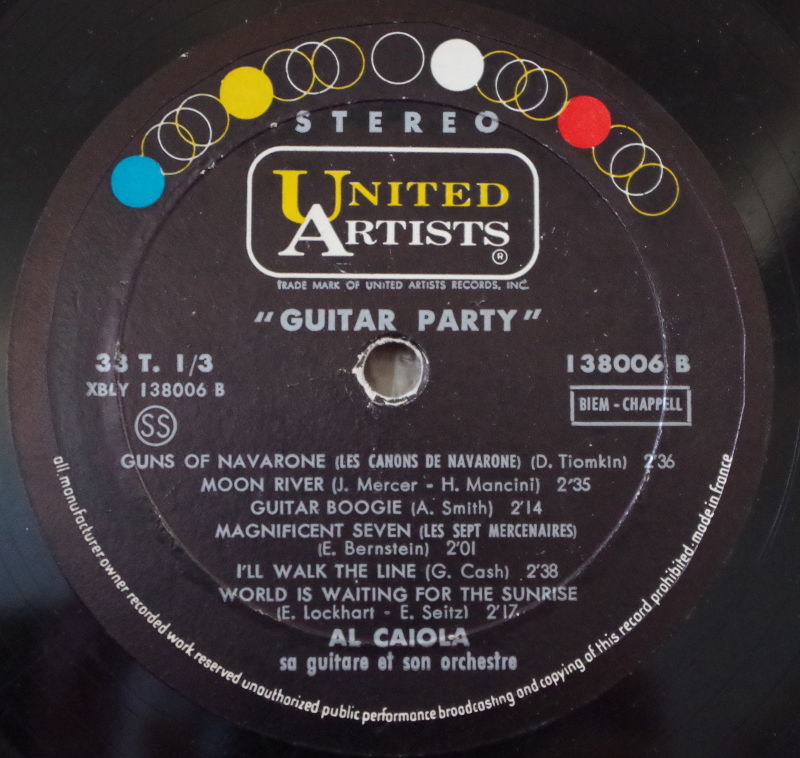 STEREO
UNITED
ARTISTS ®
TRADE MARK OF UNITED ARTISTS RECORDS, INC.
"GUITAR PARTY"
33 T. 1/3
XBLY 138006 B
SS
138006 B
BIEM - CHAPPELL
GUNS OF NAVARONE (LES CANONS DE NAVARONE) (D. Tiomkin) 2'36
MOON RIVER (J. Mercer - H. Mancini) 2'35
GUITAR BOOGIE (A. Smith) 2'14
MAGNIFICENT SEVEN (LES SEPT MERCENAIRES)
(E. Bernstein) 2'01
I'LL WALK THE LINE (G. Cash) 2'38
WORLD IS WAITING FOR THE SUNRISE
(E. Lockhart - E. Seitz) 2'17
AL CAIOLA
sa guitare et son orchestre
all. manufacturer owner recorded work reserved unauthorized public performance broadcasting and copying of this record prohibited. made in france